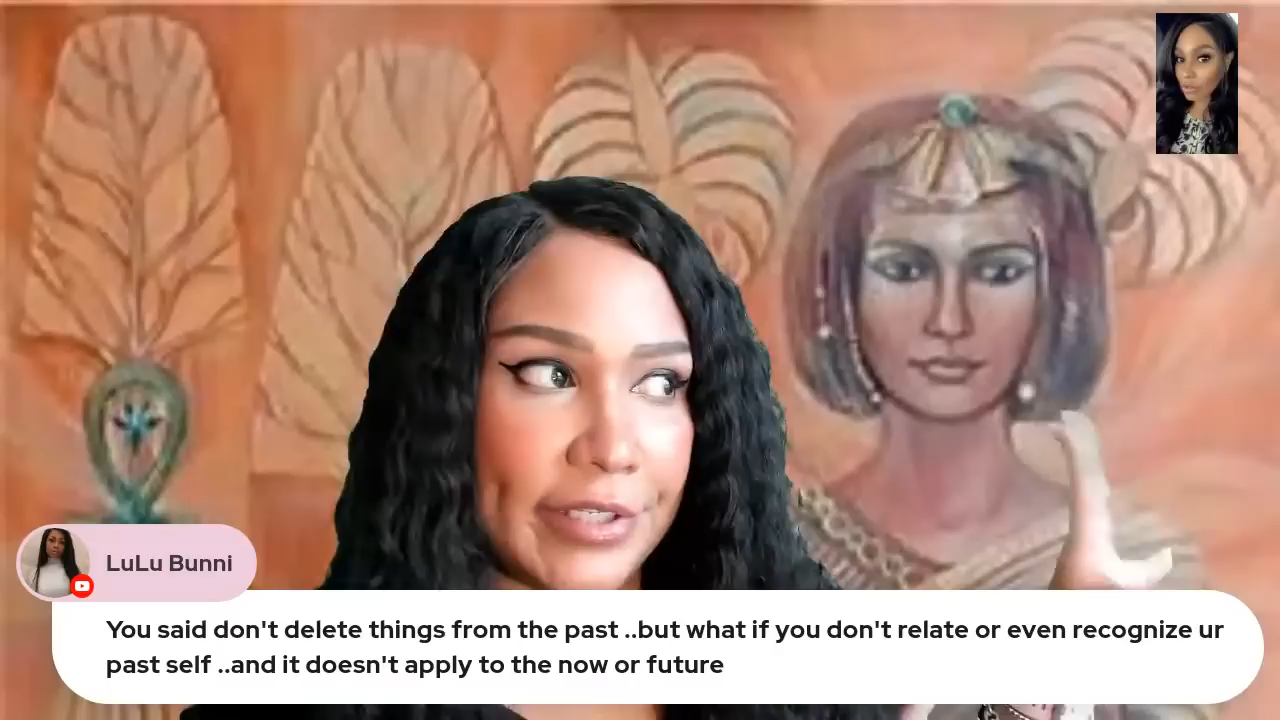 LuLu Bunni
You said don't delete things from the past ..but what if you don't relate or even recognize ur
past self ..and it doesn't apply to the now or future